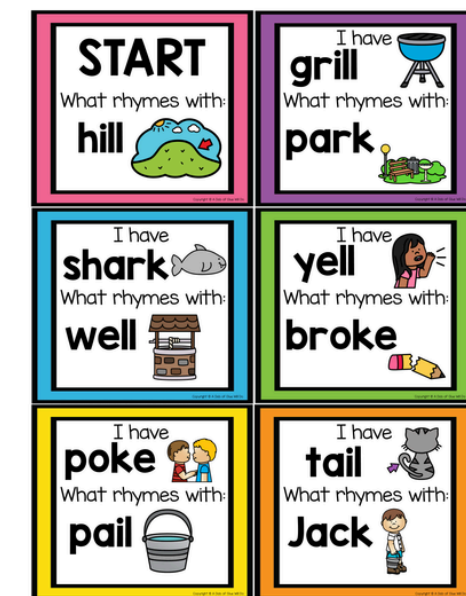 START
What rhymes with:
hill
I have
grill
What rhymes with:
park
I have
shark
What rhymes with:
well
I have
yell
What rhymes with:
broke
I have
poke
What rhymes with:
pail
I have
tail
What rhymes with:
Jack